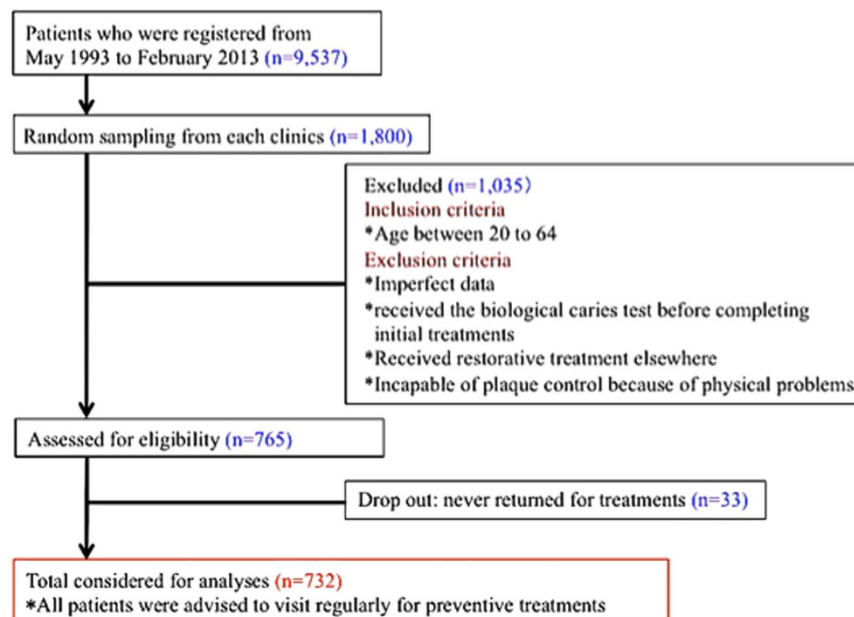 Patients who were registered from
May 1993 to February 2013 (n=9,537)
Random sampling from each clinics (n=1,800)
Excluded (n=1,035)
Inclusion criteria
*Age between 20 to 64
Exclusion criteria
*Imperfect data
*received the biological caries test before completing
initial treatments
*Received restorative treatment elsewhere
*Incapable of plaque control because of physical problems
Assessed for eligibility (n=765)
Drop out: never returned for treatments (n=33)
Total considered for analyses (n=732)
*All patients were advised to visit regularly for preventive treatments